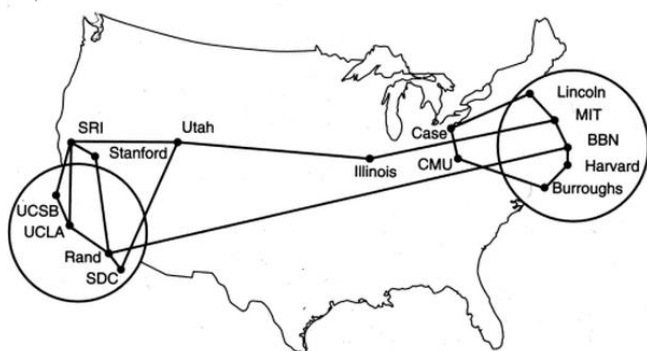 Lincoln
MIT
SRI
Utah
Case
BBN
Stanford
Illinois
CMU
Harvard
Burroughs
UCSB
UCLA
Rand
SDC